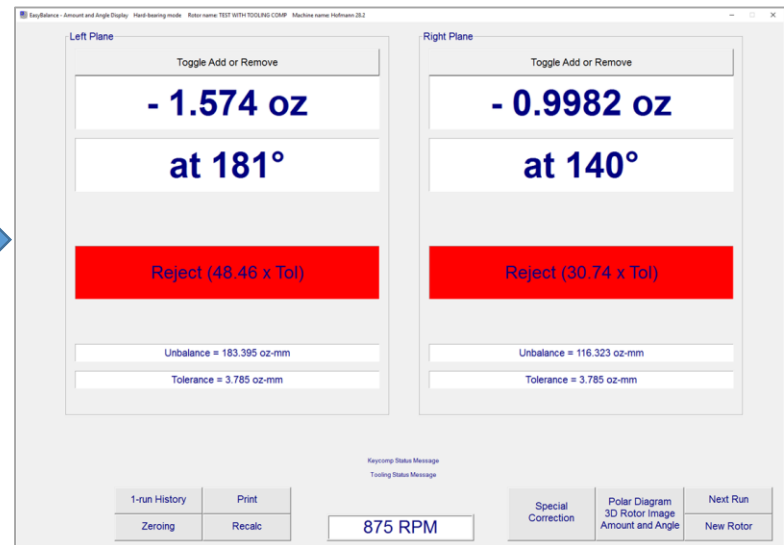 EasyBalance - Amount and Angle Display Hard-bearing mode Rotor name: TEST WITH TOOLING COMP Machine name: Hofmann 28.2
Left Plane
Toggle Add or Remove
- 1.574 oz
at 181°
Reject (48.46 x Tol)
Unbalance = 183.395 oz-mm
Tolerance = 3.785 oz-mm
Right Plane
Toggle Add or Remove
- 0.9982 oz
at 140°
Reject (30.74 x Tol)
Unbalance = 116.323 oz-mm
Tolerance = 3.785 oz-mm
Keycomp Status Message
Tooling Status Message
1-run History
Print
Zeroing
Recalc
875 RPM
Special
Correction
Polar Diagram
3D Rotor Image
Amount and Angle
Next Run
New Rotor